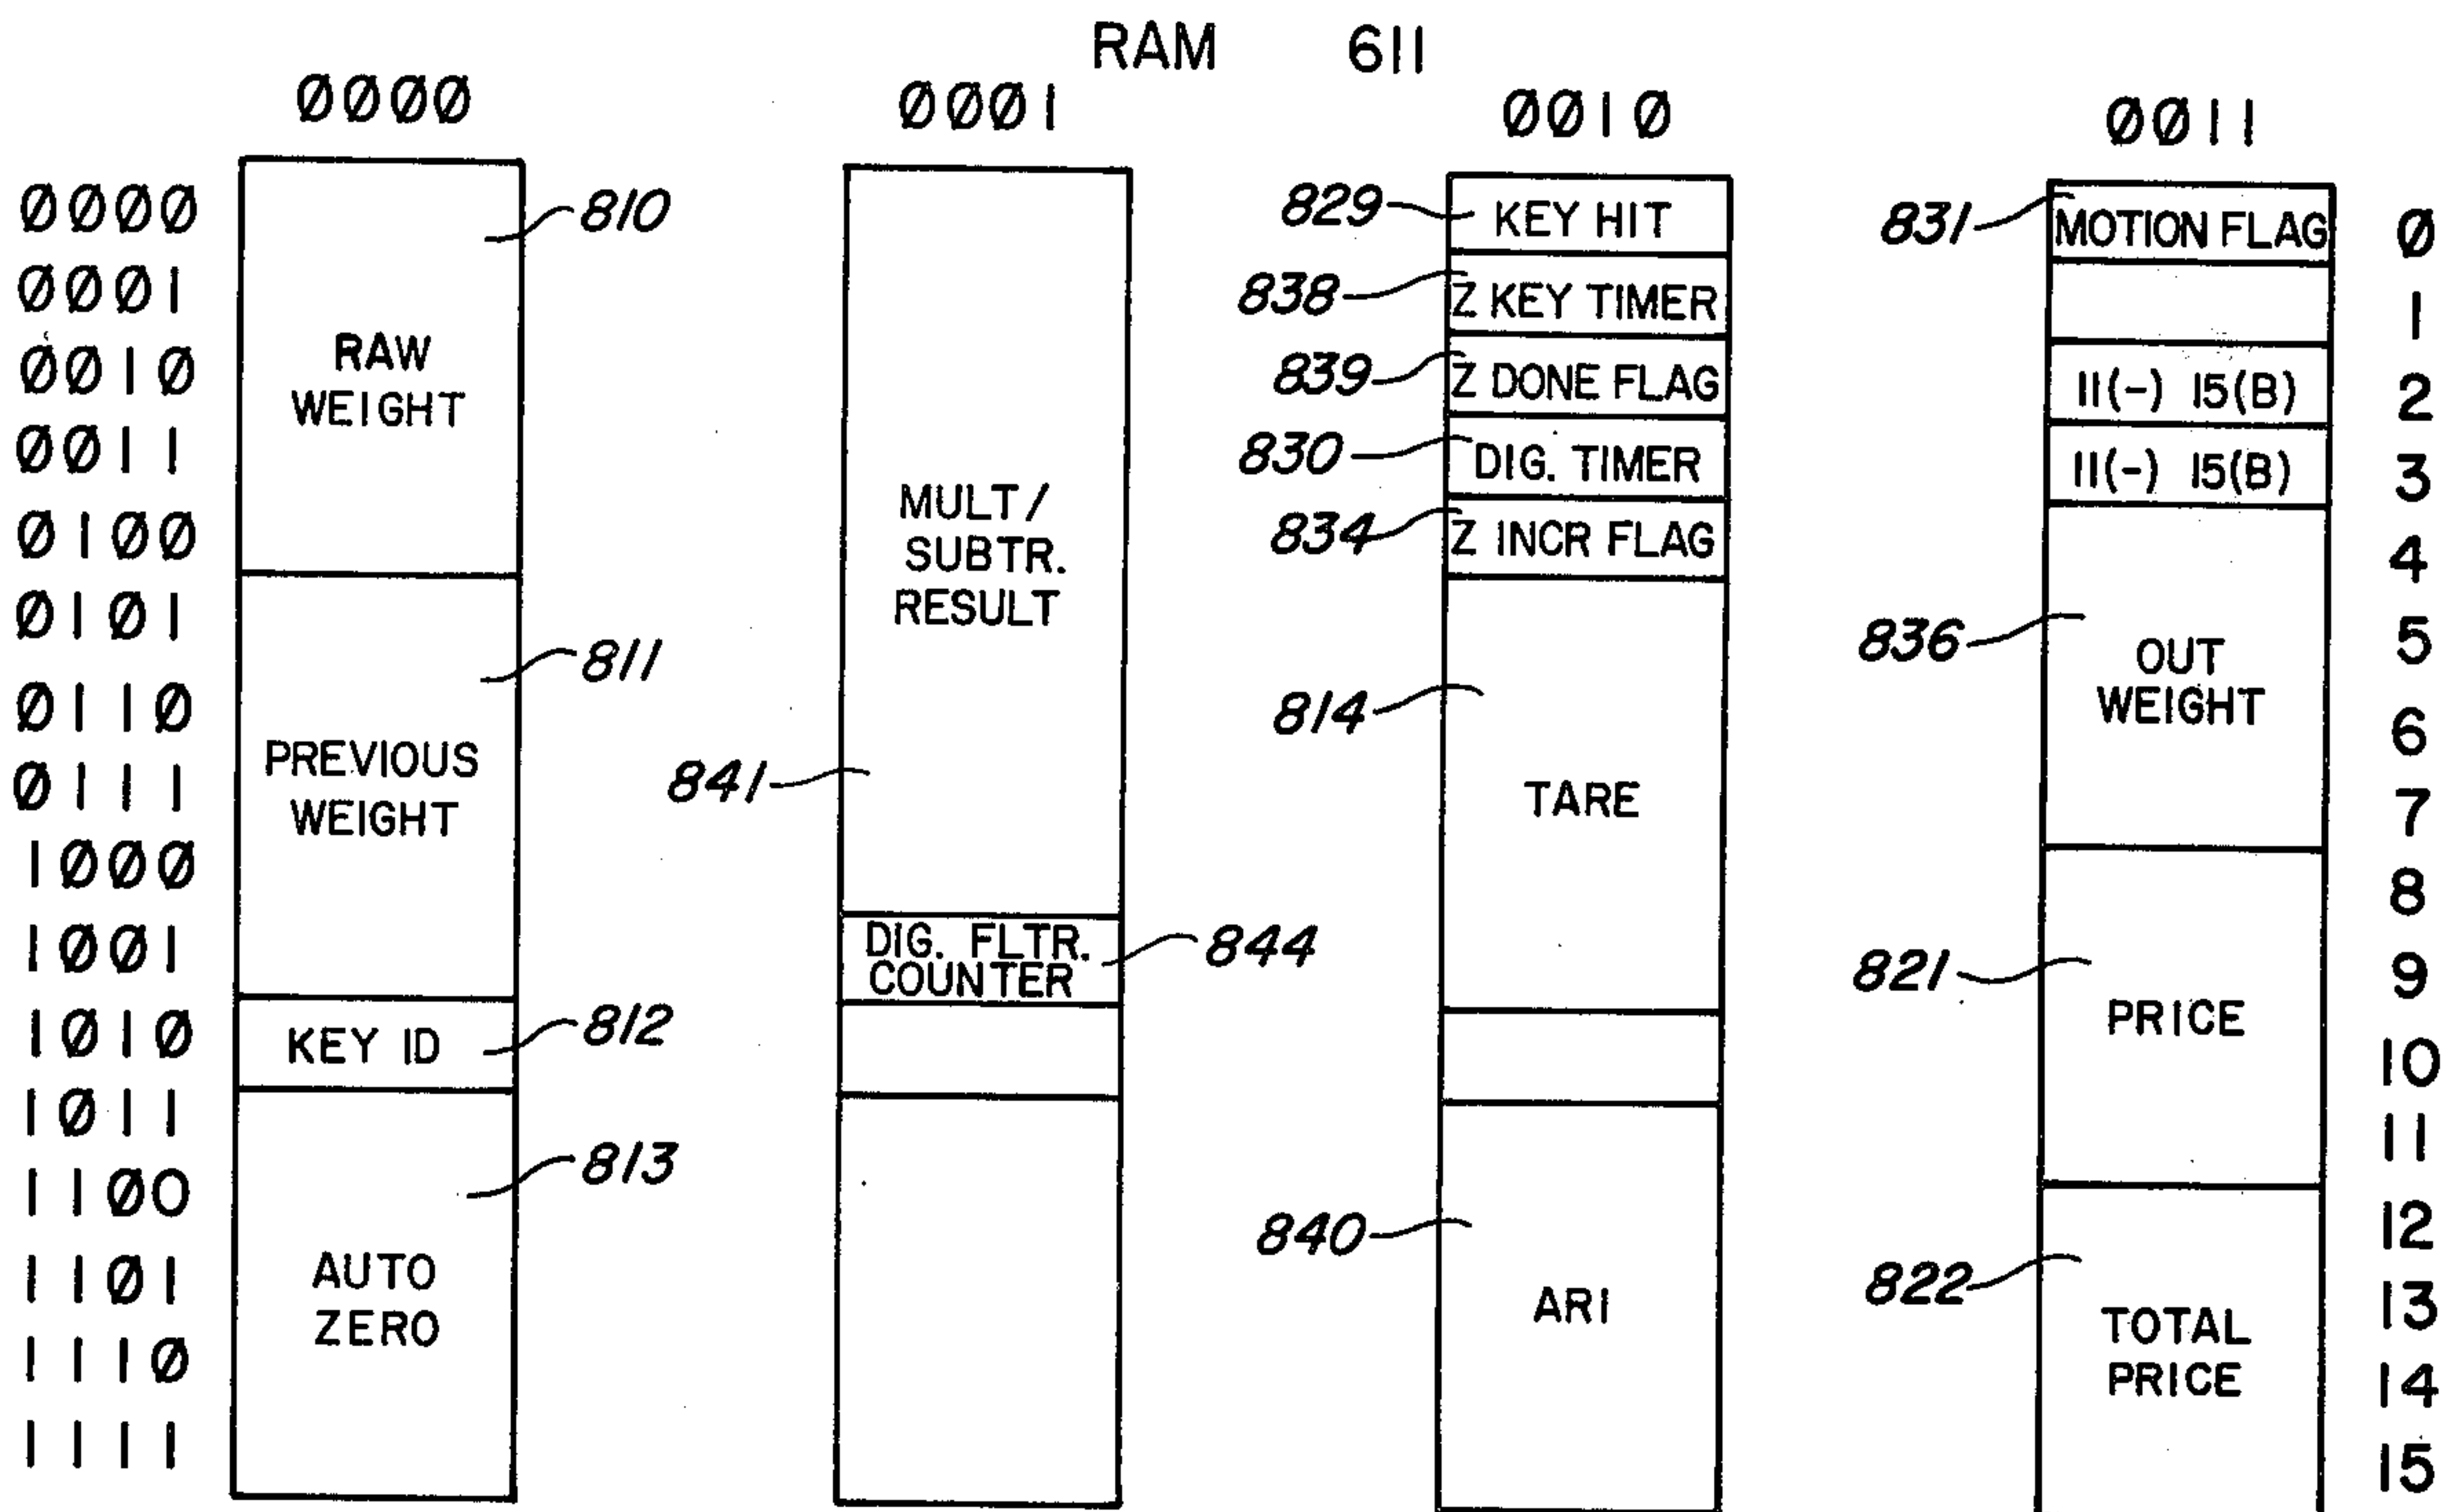 RAM 611
0000 0001 0010 0011
0000
0001
0010
0011
0100
0101
0110
0111
1000
1001
1010
1011
1100
1101
1110
1111
RAW
WEIGHT
810
PREVIOUS
WEIGHT
811
KEY ID
812
AUTO
ZERO
813
MULT/
SUBTR.
RESULT
841
DIG. FLTR.
COUNTER
844
829 KEY HIT
838 Z KEY TIMER
839 Z DONE FLAG
830 DIG. TIMER
834 Z INCR FLAG
814
TARE
840
ARI
831 MOTION FLAG
11(-) 15(B)
11(-) 15(B)
836
OUT
WEIGHT
821
PRICE
822
TOTAL
PRICE
0
1
2
3
4
5
6
7
8
9
10
11
12
13
14
15